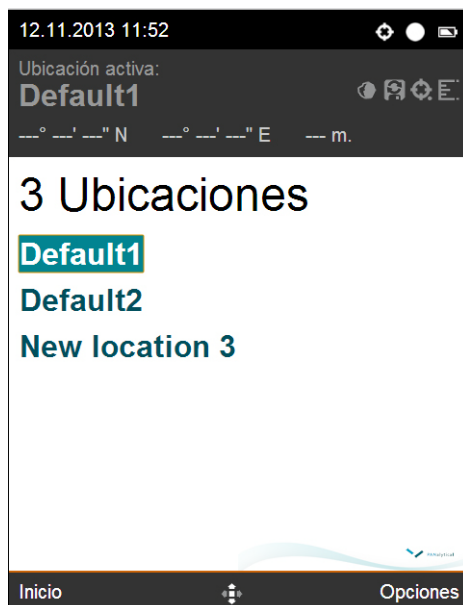 12.11.2013 11:52
Ubicación activa:
Default1
---° ---' ---" N ---° ---' ---" E --- m.
3 Ubicaciones
Default1
Default2
New location 3
Inicio Opciones